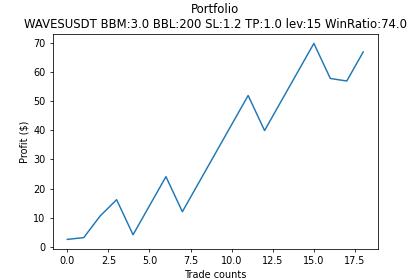 Portfolio
WAVESUSDT BBM:3.0 BBL:200 SL:1.2 TP:1.0 lev:15 WinRatio:74.0
70
60
50
40
30
20
10
0
Profit ($)
0.0 2.5 5.0 7.5 10.0 12.5 15.0 17.5
Trade counts